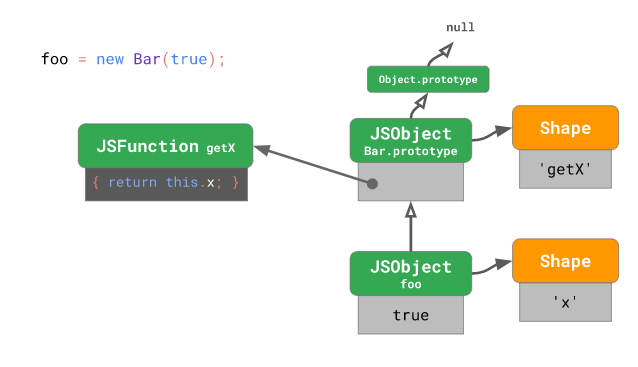 null
foo = new Bar(true);
Object.prototype
JSObject
Bar.prototype
Shape
'getX'
JSFunction getX
{ return this.x; }
JSObject
foo
true
Shape
'x'